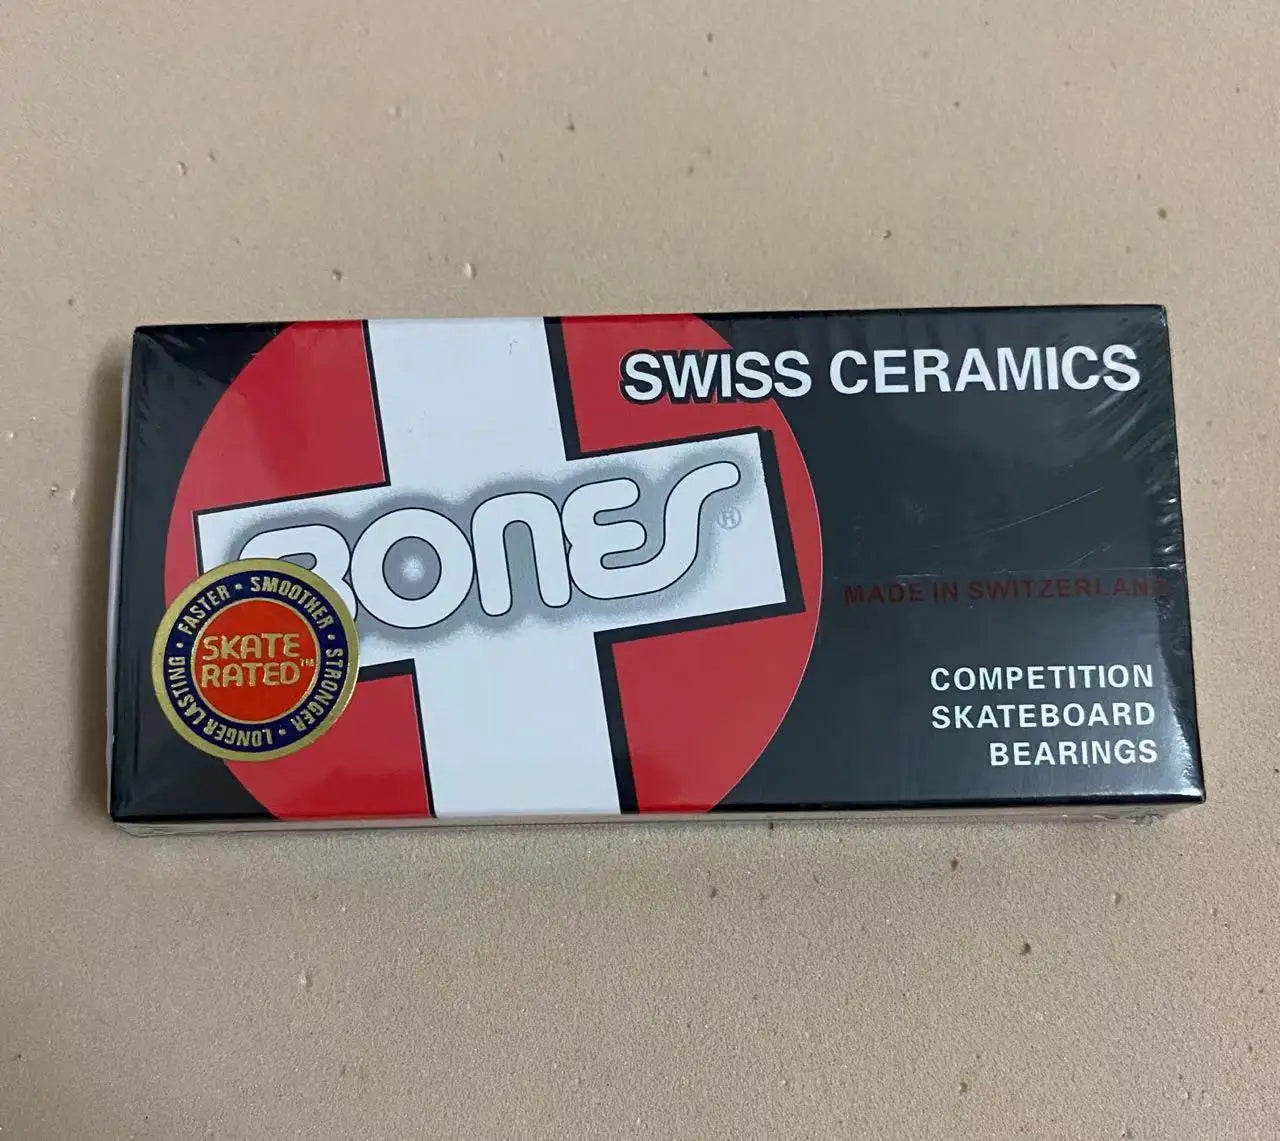 SWISS CERAMICS
BONES®
MADE IN SWITZERLAND
FASTER • SMOOTHER • STRONGER • LONGER LASTING •
SKATE
RATED™
COMPETITION
SKATEBOARD
BEARINGS